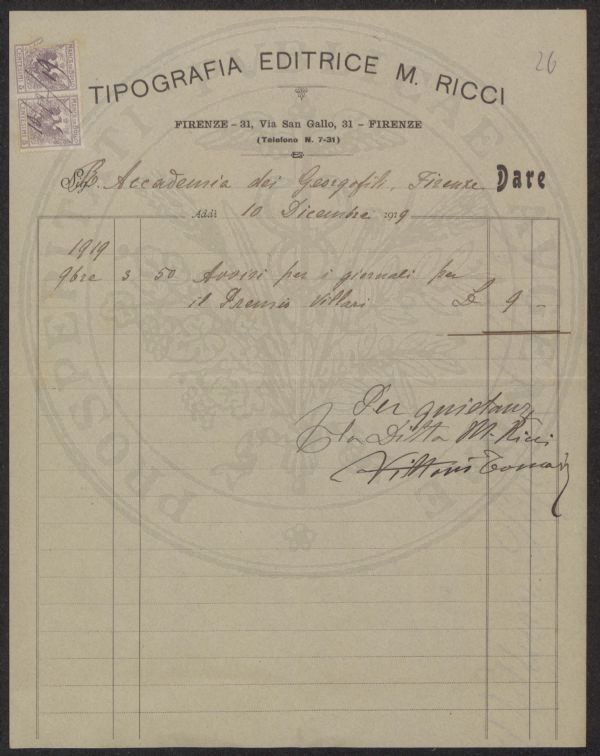 26
TIPOGRAFIA EDITRICE M. RICCI
FIRENZE – 31, Via San Gallo, 31 – FIRENZE
(Telefono N. 7-31)
R. Accademia dei Georgofili, Firenze Dare
Addì 10 Dicembre 1919
1919
9bre 3 50 Avvisi per i giornali per
il Premio Villari L 9 –
Per quietanza
la Ditta M. Ricci
Vittorio
PROSPERITÀ